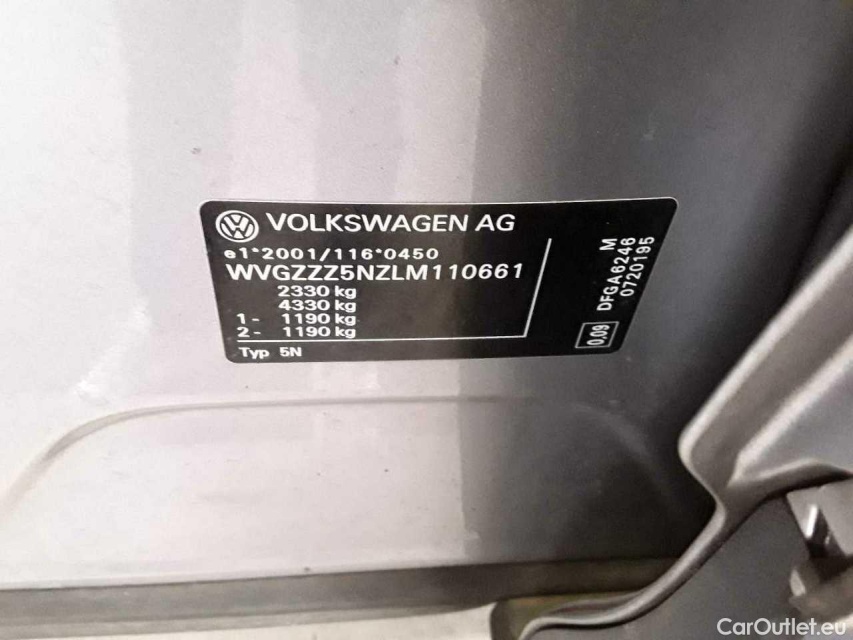 VOLKSWAGEN AG
e1*2001/116*0450
WVGZZZ5NZLM110661
2330 kg
4330 kg
1- 1190 kg
2- 1190 kg
Typ 5N
M
DFGA6246
0720195
0.09
CarOutlet.eu